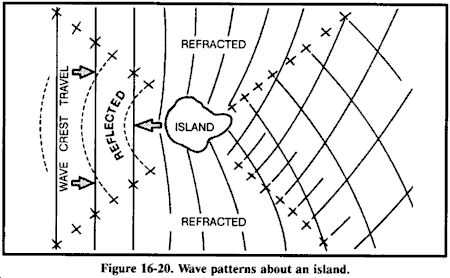 REFRACTED
WAVE CREST TRAVEL
REFLECTED
ISLAND
REFRACTED
Figure 16-20. Wave patterns about an island.